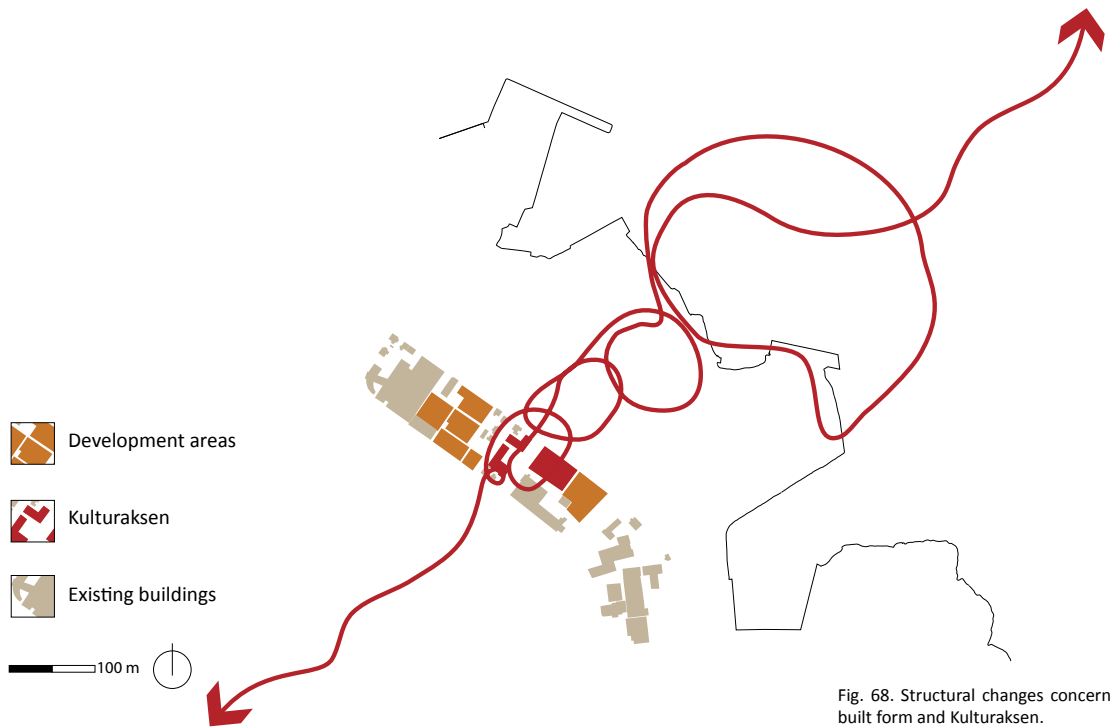 Development areas
Kulturaksen
Existing buildings
100 m
Fig. 68. Structural changes concern
built form and Kulturaksen.